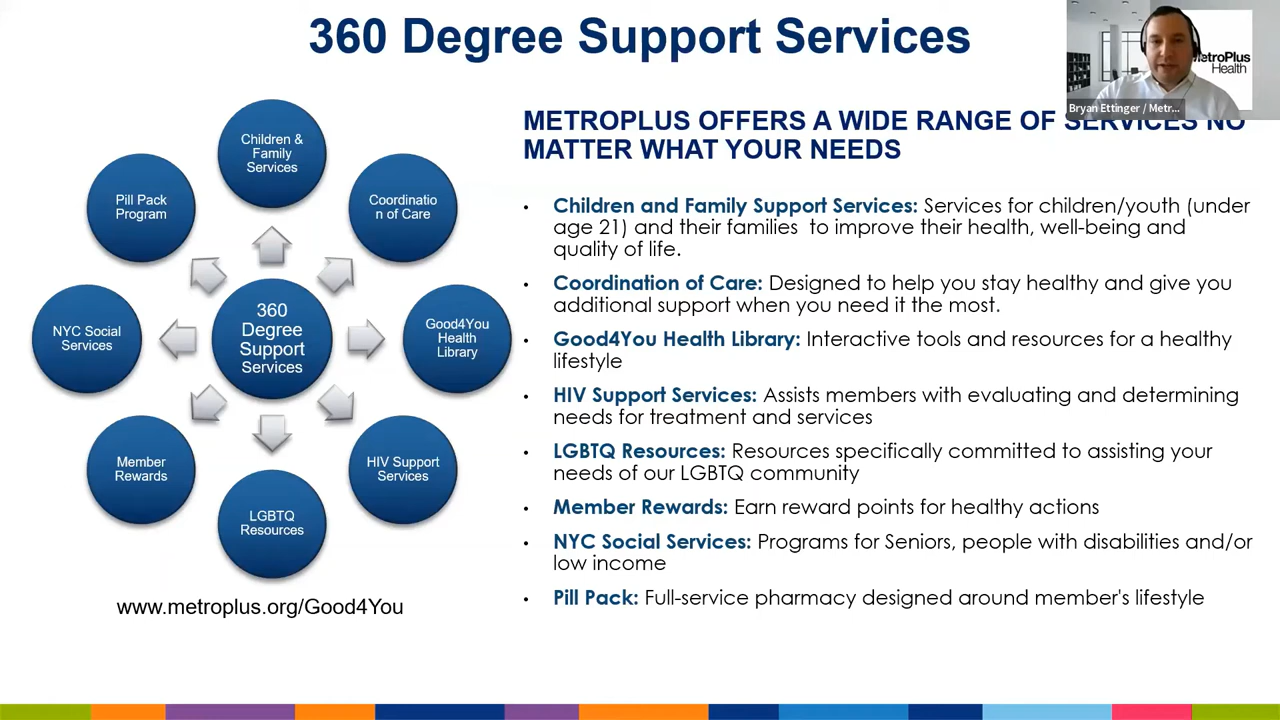 360 Degree Support Services
MetroPlus
Health
Bryan Ettinger / Metr...
METROPLUS OFFERS A WIDE RANGE OF SERVICES NO
MATTER WHAT YOUR NEEDS
Children &
Family
Services
Coordinatio
n of Care
Good4You
Health
Library
HIV Support
Services
LGBTQ
Resources
Member
Rewards
NYC Social
Services
Pill Pack
Program
360
Degree
Support
Services
www.metroplus.org/Good4You
• Children and Family Support Services: Services for children/youth (under
age 21) and their families to improve their health, well-being and
quality of life.
• Coordination of Care: Designed to help you stay healthy and give you
additional support when you need it the most.
• Good4You Health Library: Interactive tools and resources for a healthy
lifestyle
• HIV Support Services: Assists members with evaluating and determining
needs for treatment and services
• LGBTQ Resources: Resources specifically committed to assisting your
needs of our LGBTQ community
• Member Rewards: Earn reward points for healthy actions
• NYC Social Services: Programs for Seniors, people with disabilities and/or
low income
• Pill Pack: Full-service pharmacy designed around member's lifestyle